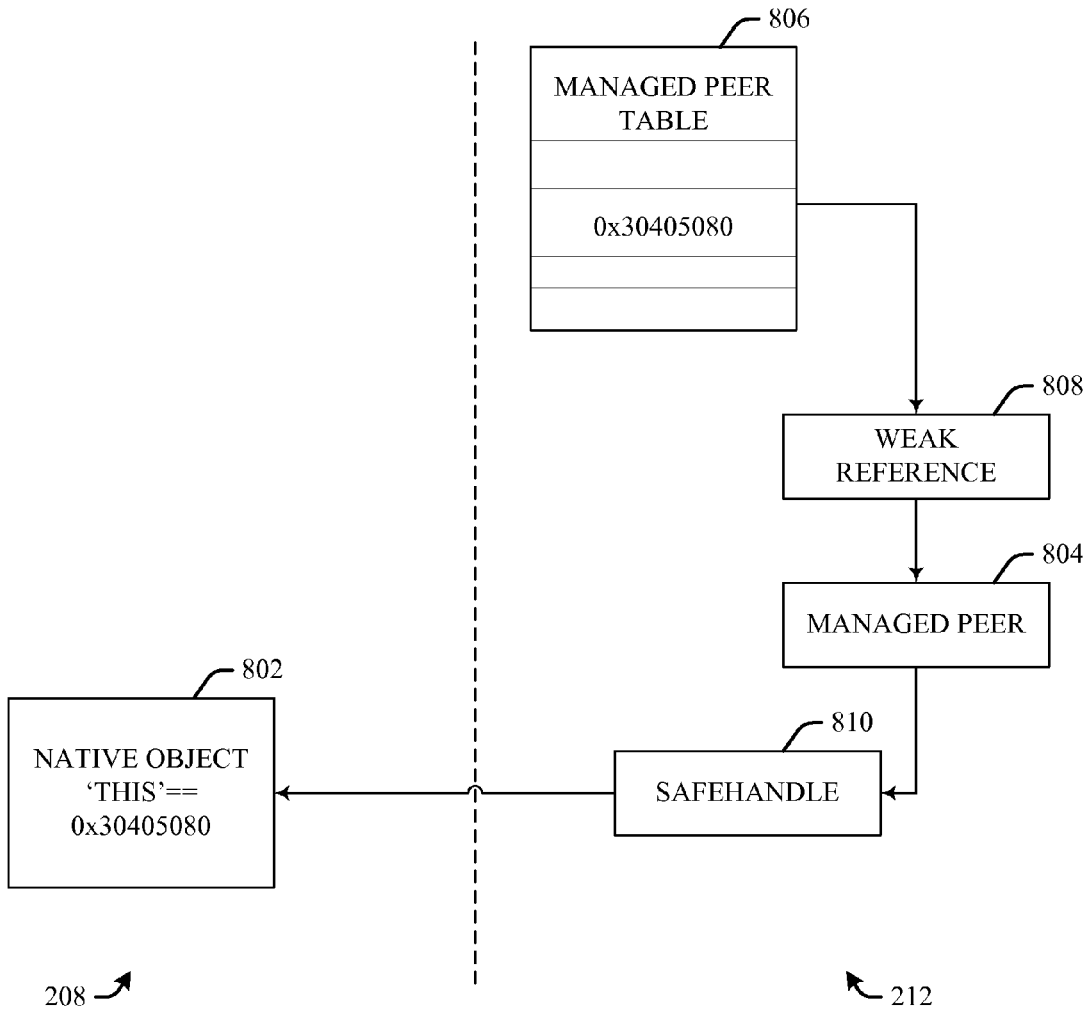 806
MANAGED PEER
TABLE
0x30405080
808
WEAK
REFERENCE
804
MANAGED PEER
802
NATIVE OBJECT
‘THIS’==
0x30405080
810
SAFEHANDLE
208
212